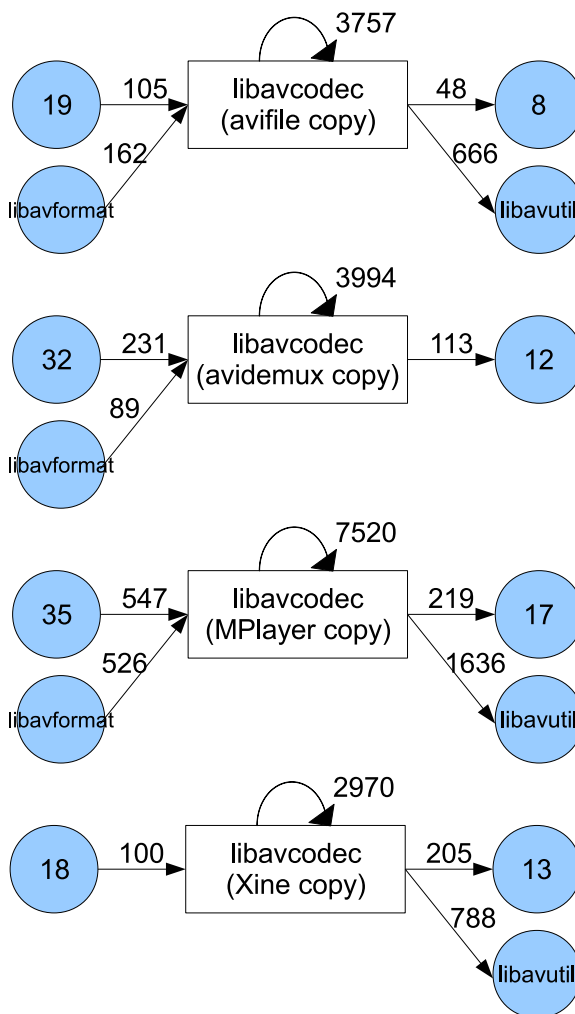 3757
19
105
libavcodec
(avifile copy)
48
8
162
666
libavformat
libavutil
3994
32
231
libavcodec
(avidemux copy)
113
12
89
libavformat
7520
35
547
libavcodec
(MPlayer copy)
219
17
526
1636
libavformat
libavutil
2970
18
100
libavcodec
(Xine copy)
205
13
788
libavutil